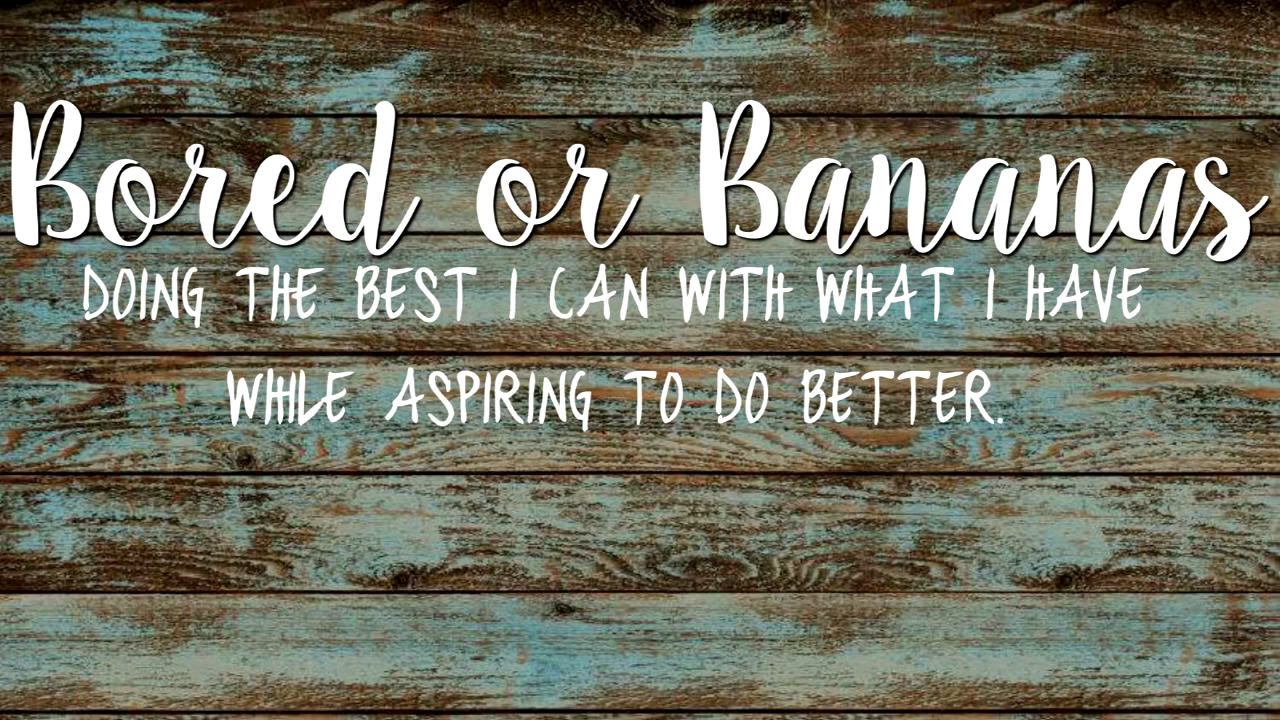 Bored or Bananas
DOING THE BEST I CAN WITH WHAT I HAVE
WHILE ASPIRING TO DO BETTER.